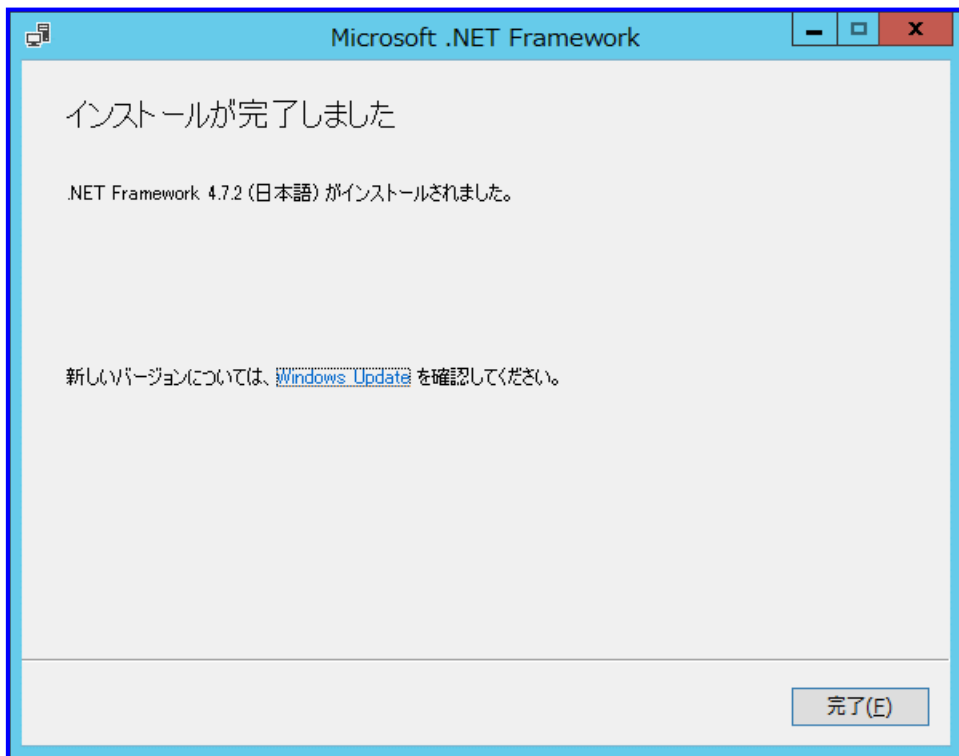 Microsoft .NET Framework
インストールが完了しました
.NET Framework 4.7.2 (日本語) がインストールされました。
新しいバージョンについては、Windows Update を確認してください。
完了(F)